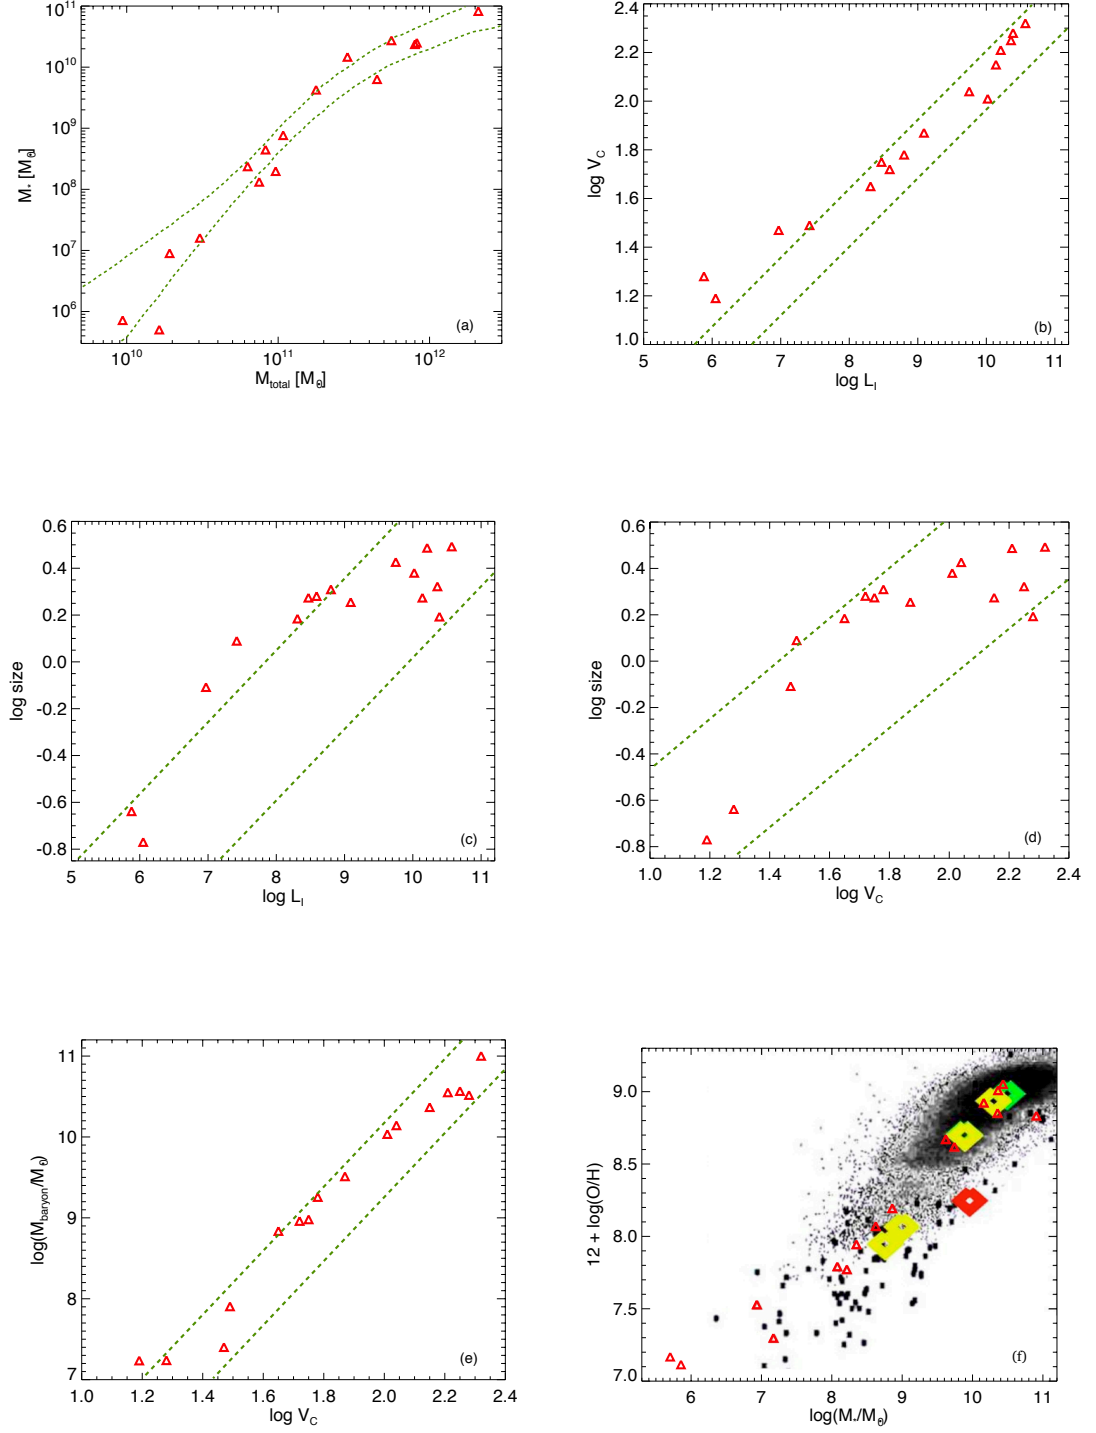 10¹¹
10¹⁰
10⁹
10⁸
10⁷
10⁶
M* [M⊙]
(a)
10¹⁰ 10¹¹ 10¹²
M_total [M⊙]
2.4
2.2
2.0
1.8
1.6
1.4
1.2
1.0
log V_C
(b)
5 6 7 8 9 10 11
log L_I
0.6
0.4
0.2
0.0
-0.2
-0.4
-0.6
-0.8
log size
(c)
5 6 7 8 9 10 11
log L_I
0.6
0.4
0.2
0.0
-0.2
-0.4
-0.6
-0.8
log size
(d)
1.0 1.2 1.4 1.6 1.8 2.0 2.2 2.4
log V_C
11
10
9
8
7
log(M_baryon/M⊙)
(e)
1.0 1.2 1.4 1.6 1.8 2.0 2.2 2.4
log V_C
9.0
8.5
8.0
7.5
7.0
12 + log(O/H)
(f)
6 7 8 9 10 11
log(M*/M⊙)